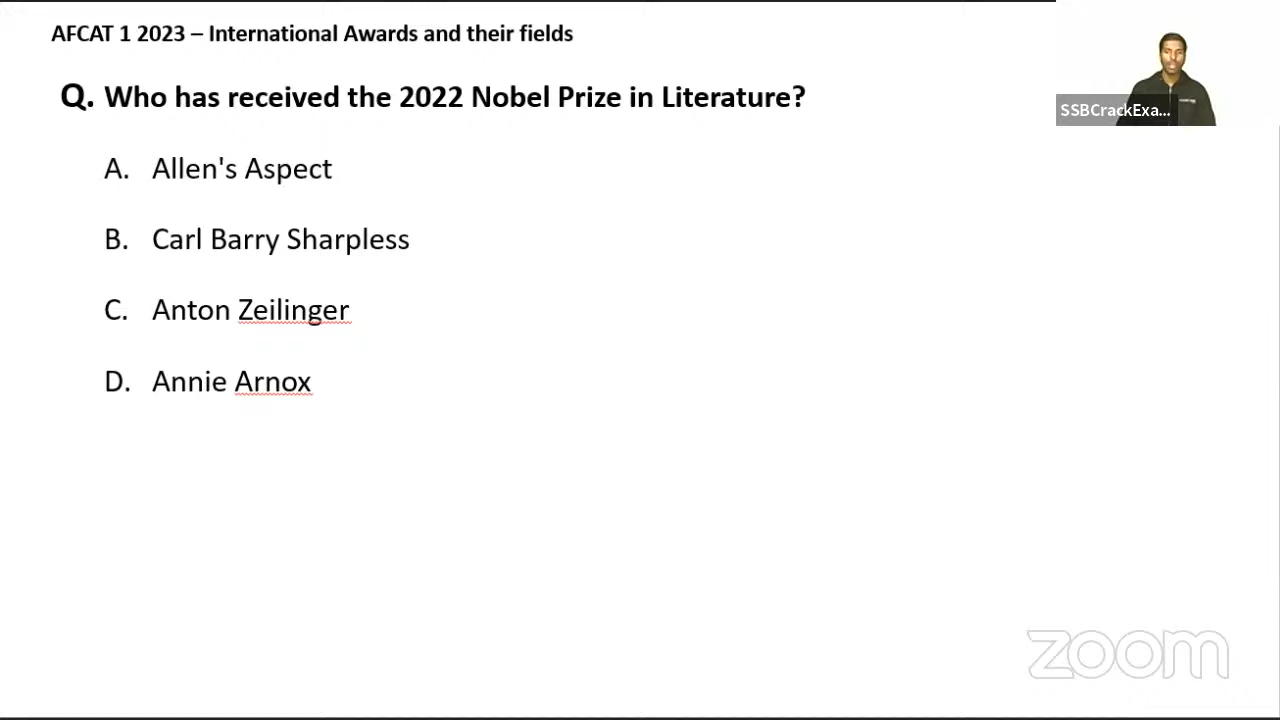 AFCAT 1 2023 – International Awards and their fields
SSBCrackExa...
Q. Who has received the 2022 Nobel Prize in Literature?
A. Allen's Aspect
B. Carl Barry Sharpless
C. Anton Zeilinger
D. Annie Arnox
zoom